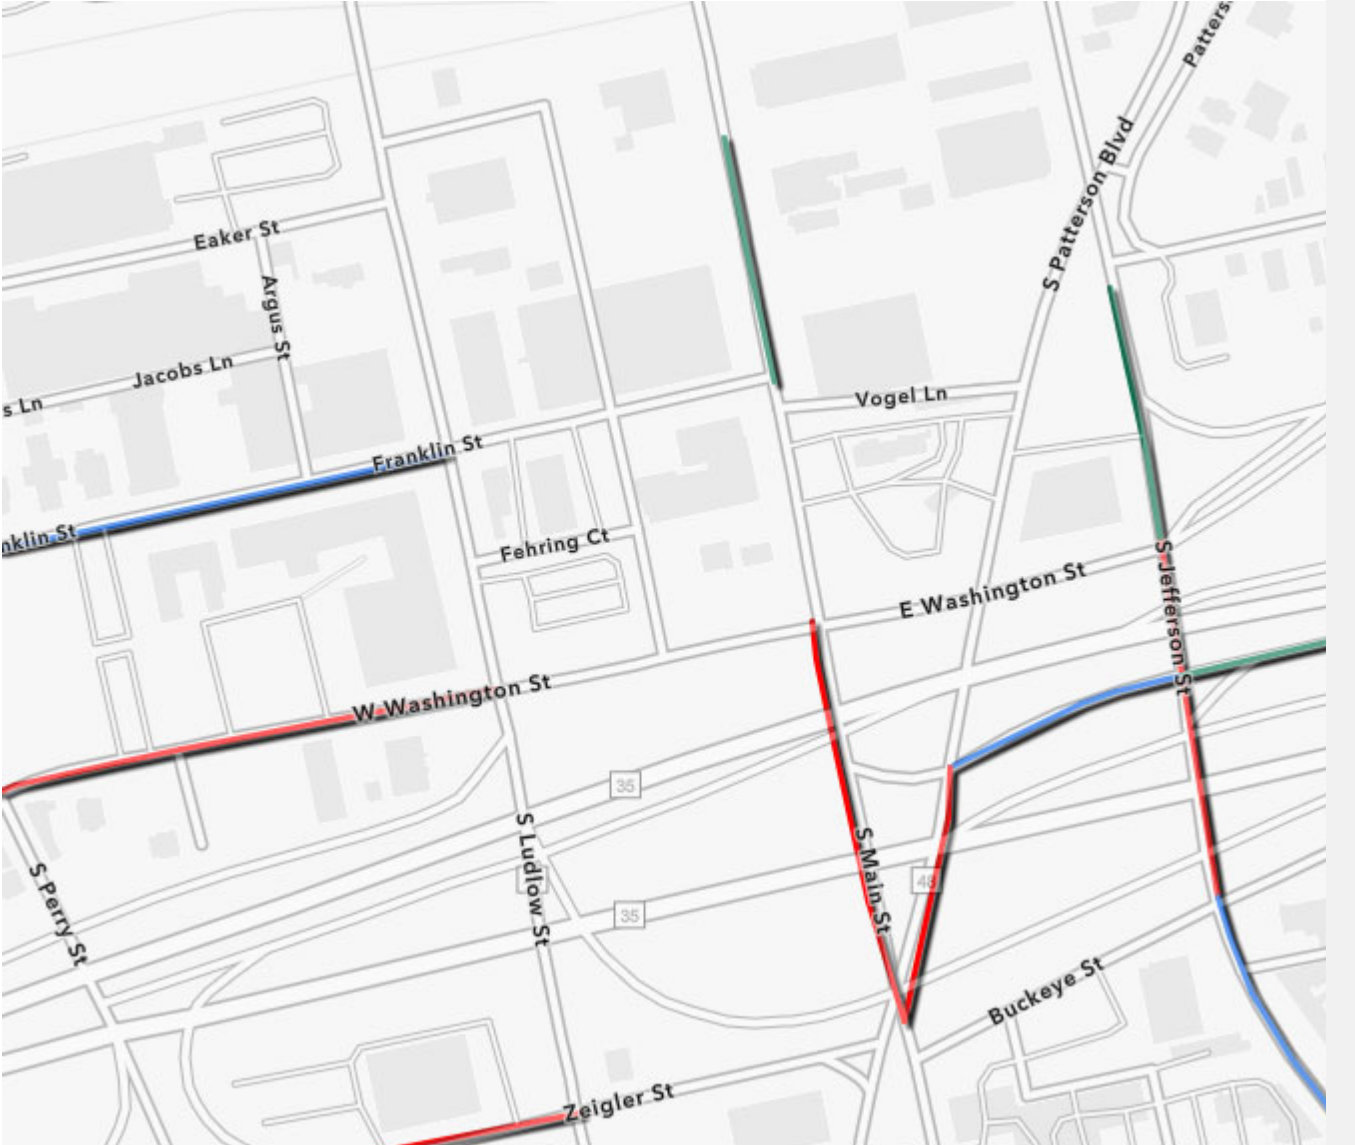 Patters
S Patterson Blvd
Eaker St
Argus St
Jacobs Ln
s Ln
Vogel Ln
Franklin St
nklin St
Fehring Ct
E Washington St
S Jefferson St
W Washington St
35
S Ludlow St
S Main St
48
S Perry St
35
Buckeye St
Zeigler St